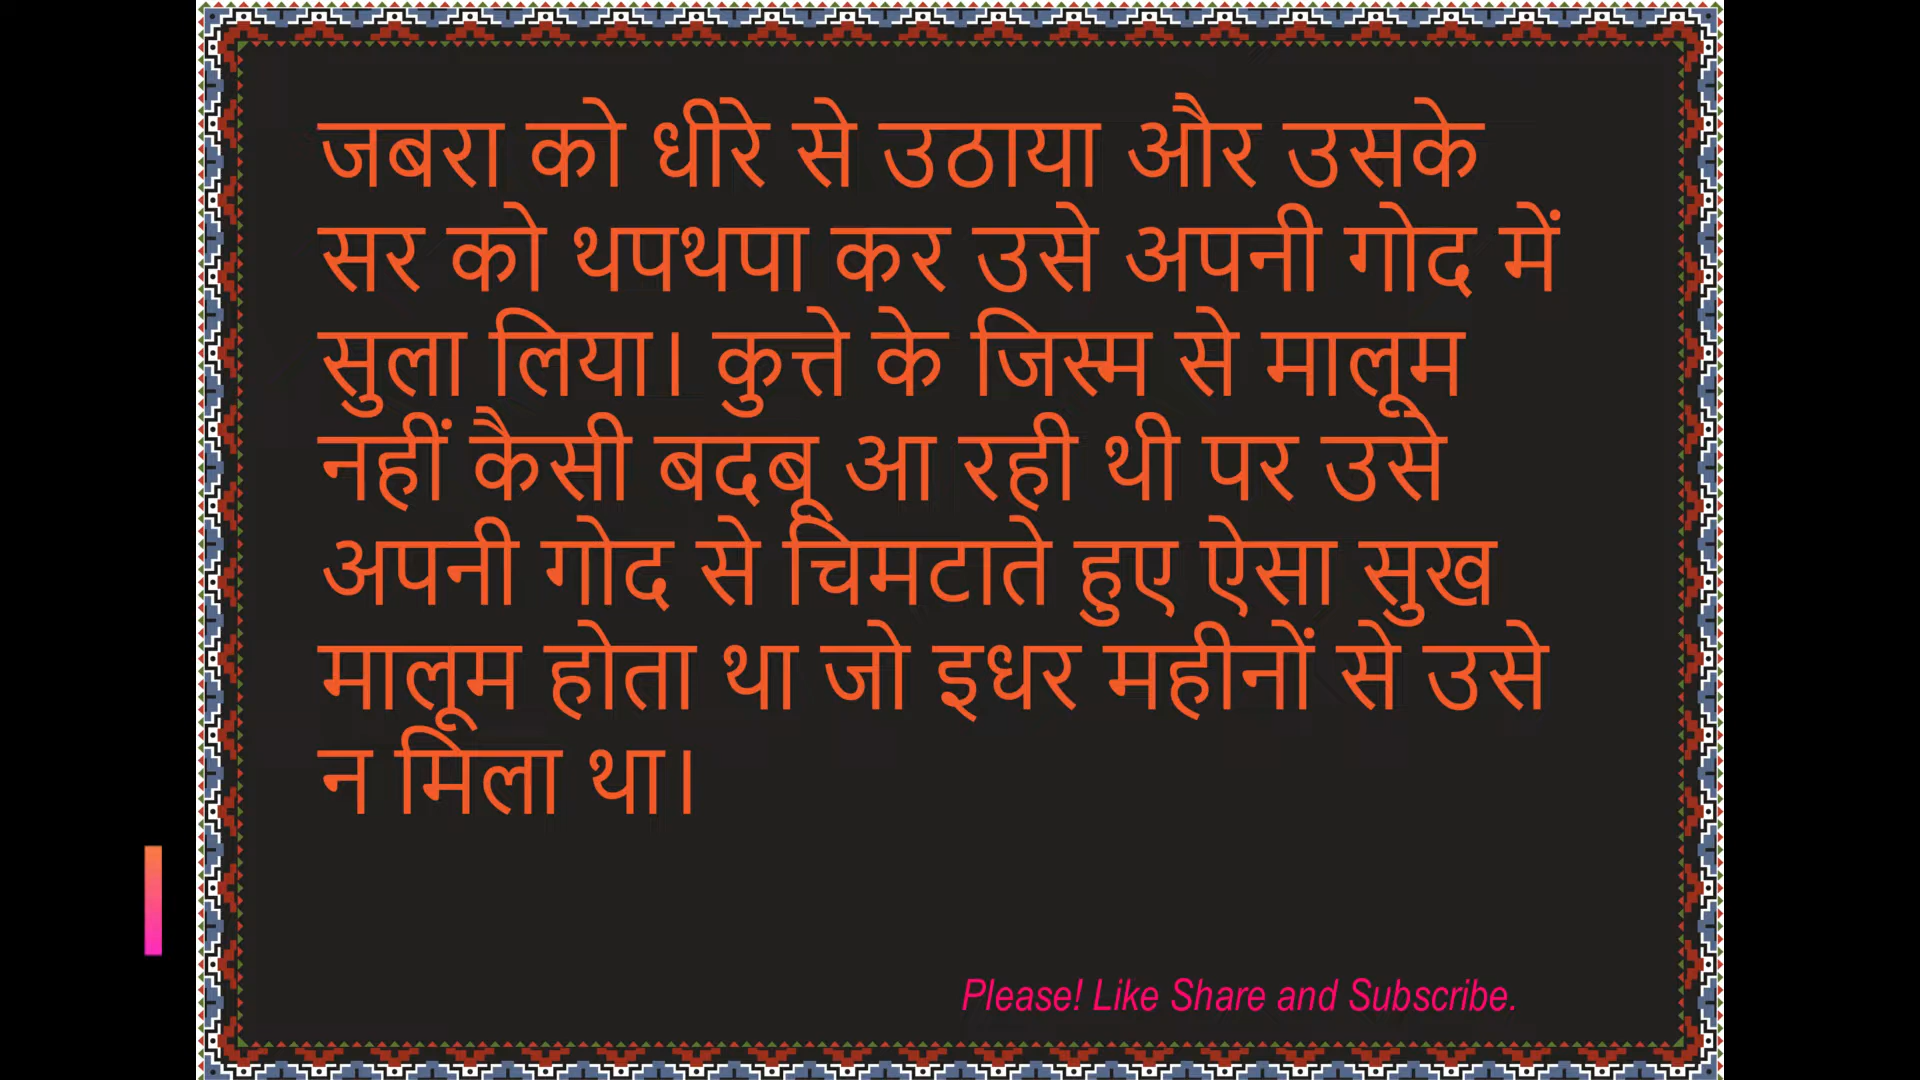 जबरा को धीरे से उठाया और उसके
सर को थपथपा कर उसे अपनी गोद में
सुला लिया। कुत्ते के जिस्म से मालूम
नहीं कैसी बदबू आ रही थी पर उसे
अपनी गोद से चिमटाते हुए ऐसा सुख
मालूम होता था जो इधर महीनों से उसे
न मिला था।
Please! Like Share and Subscribe.